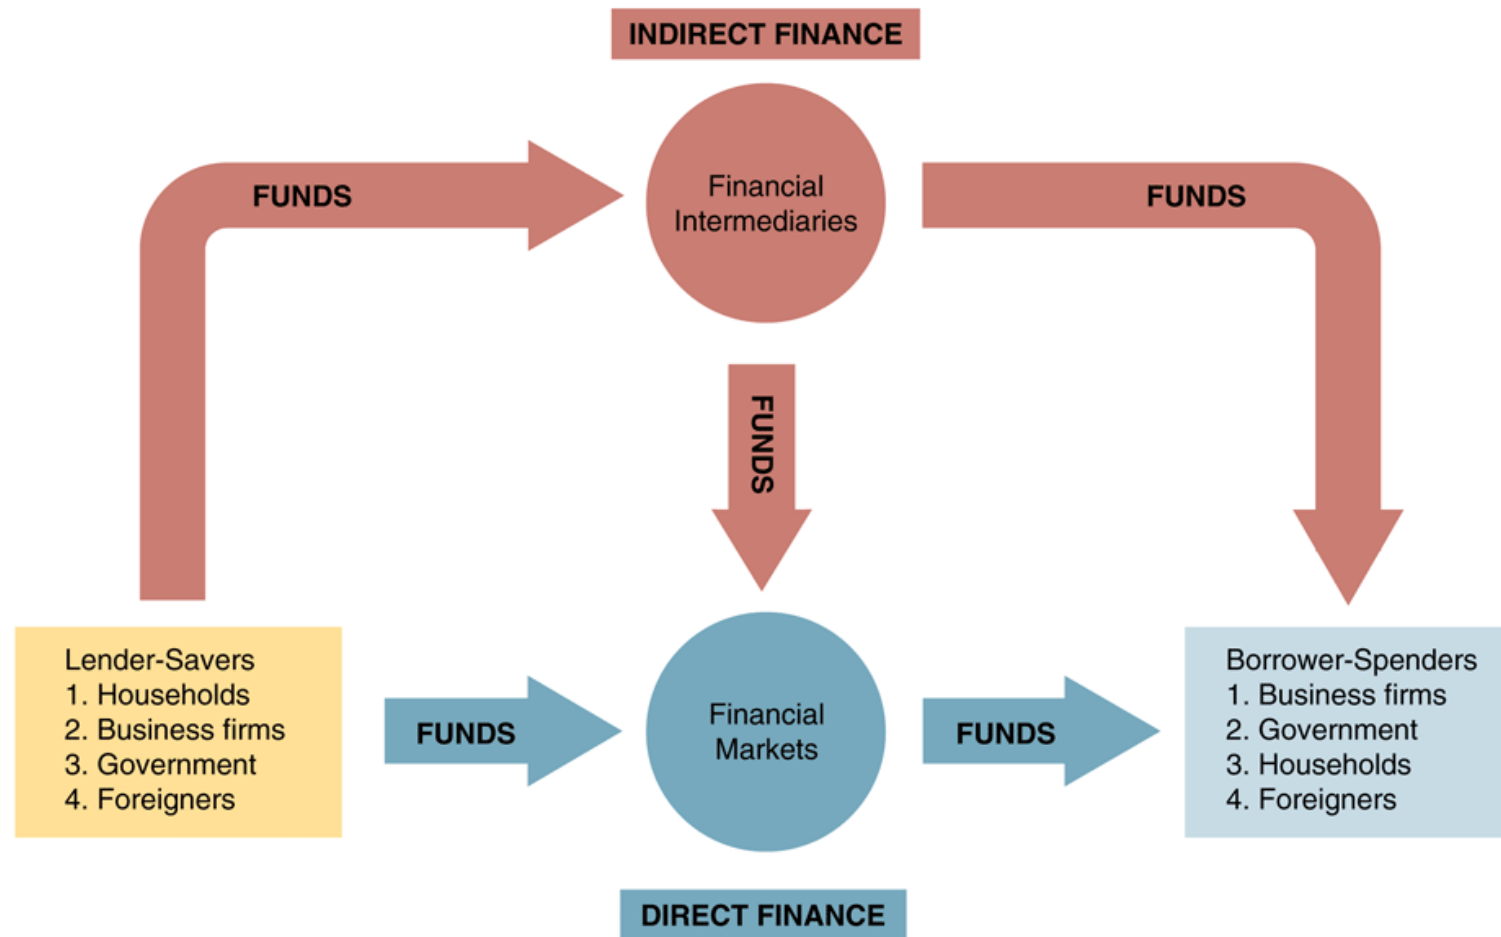 INDIRECT FINANCE
FUNDS
Financial
Intermediaries
FUNDS
FUNDS
Lender-Savers
1. Households
2. Business firms
3. Government
4. Foreigners
FUNDS
Financial
Markets
FUNDS
Borrower-Spenders
1. Business firms
2. Government
3. Households
4. Foreigners
DIRECT FINANCE